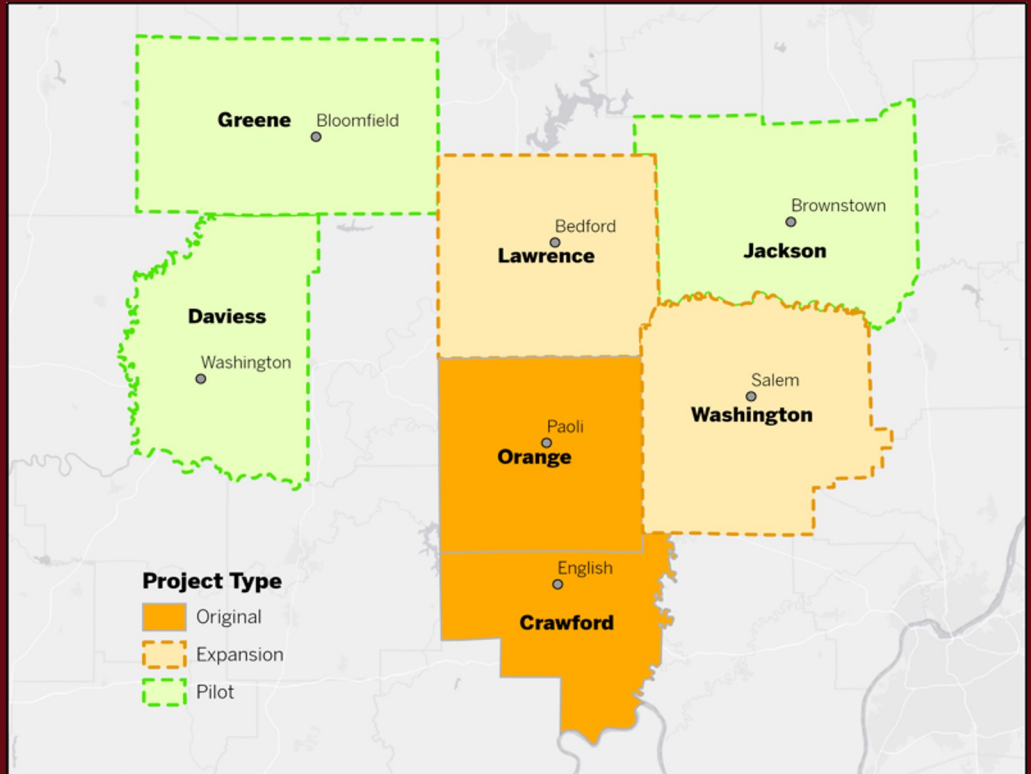 Greene
Bloomfield
Bedford
Lawrence
Brownstown
Jackson
Daviess
Washington
Salem
Washington
Paoli
Orange
English
Crawford
Project Type
Original
Expansion
Pilot